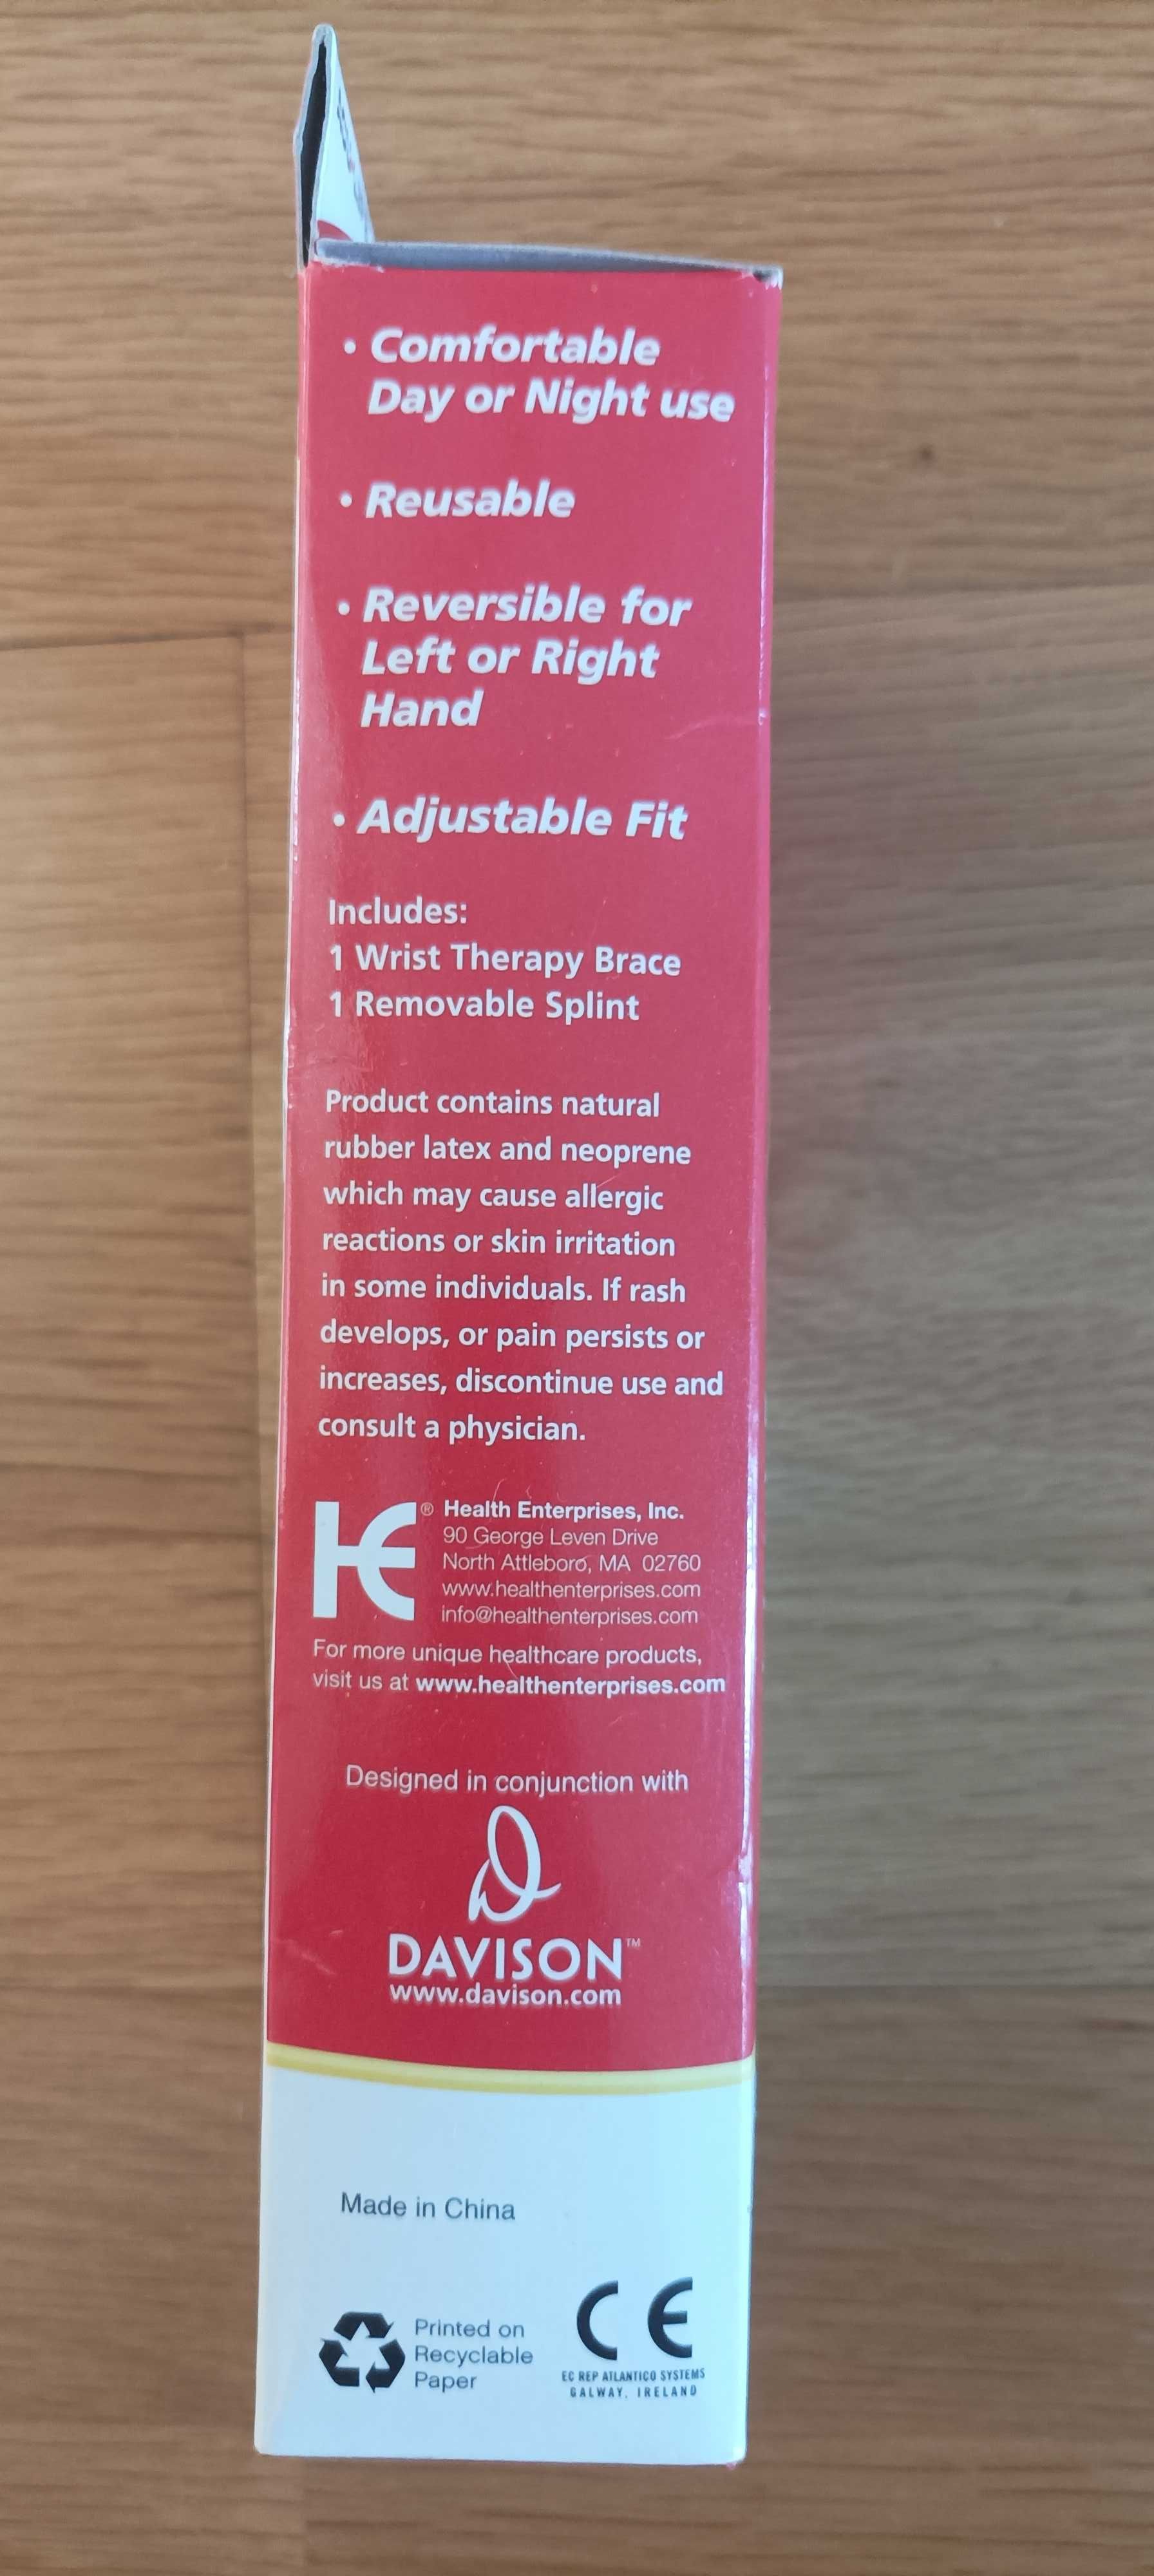 • Comfortable
Day or Night use
• Reusable
• Reversible for
Left or Right
Hand
• Adjustable Fit
Includes:
1 Wrist Therapy Brace
1 Removable Splint
Product contains natural
rubber latex and neoprene
which may cause allergic
reactions or skin irritation
in some individuals. If rash
develops, or pain persists or
increases, discontinue use and
consult a physician.
HE® Health Enterprises, Inc.
90 George Leven Drive
North Attleboro, MA 02760
www.healthenterprises.com
info@healthenterprises.com
For more unique healthcare products,
visit us at www.healthenterprises.com
Designed in conjunction with
D
DAVISON™
www.davison.com
Made in China
Printed on
Recyclable
Paper
CE
EC REP ATLANTICO SYSTEMS
GALWAY, IRELAND